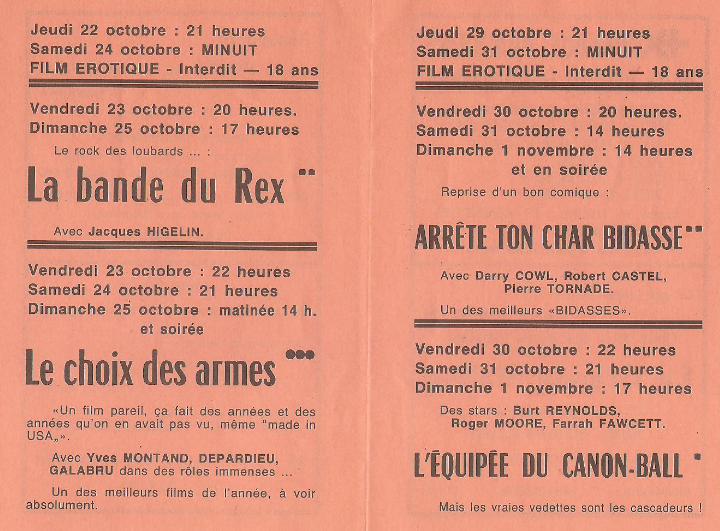 Jeudi 22 octobre : 21 heures
Samedi 24 octobre : MINUIT
FILM EROTIQUE - Interdit — 18 ans
Vendredi 23 octobre : 20 heures.
Dimanche 25 octobre : 17 heures
Le rock des loubards ... :
La bande du Rex **
Avec Jacques HIGELIN.
Vendredi 23 octobre : 22 heures
Samedi 24 octobre : 21 heures
Dimanche 25 octobre : matinée 14 h.
et soirée
Le choix des armes •••
«Un film pareil, ça fait des années et des
années qu'on en avait pas vu, même "made in
USA„».
Avec Yves MONTAND, DEPARDIEU,
GALABRU dans des rôles immenses ...
Un des meilleurs films de l'année, à voir
absolument.
Jeudi 29 octobre : 21 heures
Samedi 31 octobre : MINUIT
FILM EROTIQUE - Interdit — 18 ans
Vendredi 30 octobre : 20 heures.
Samedi 31 octobre : 14 heures
Dimanche 1 novembre : 14 heures
et en soirée
Reprise d'un bon comique :
ARRÊTE TON CHAR BIDASSE **
Avec Darry COWL, Robert CASTEL,
Pierre TORNADE.
Un des meilleurs «BIDASSES».
Vendredi 30 octobre : 22 heures
Samedi 31 octobre : 21 heures
Dimanche 1 novembre : 17 heures
Des stars : Burt REYNOLDS,
Roger MOORE, Farrah FAWCETT.
L'ÉQUIPÉE DU CANON-BALL *
Mais les vraies vedettes sont les cascadeurs !